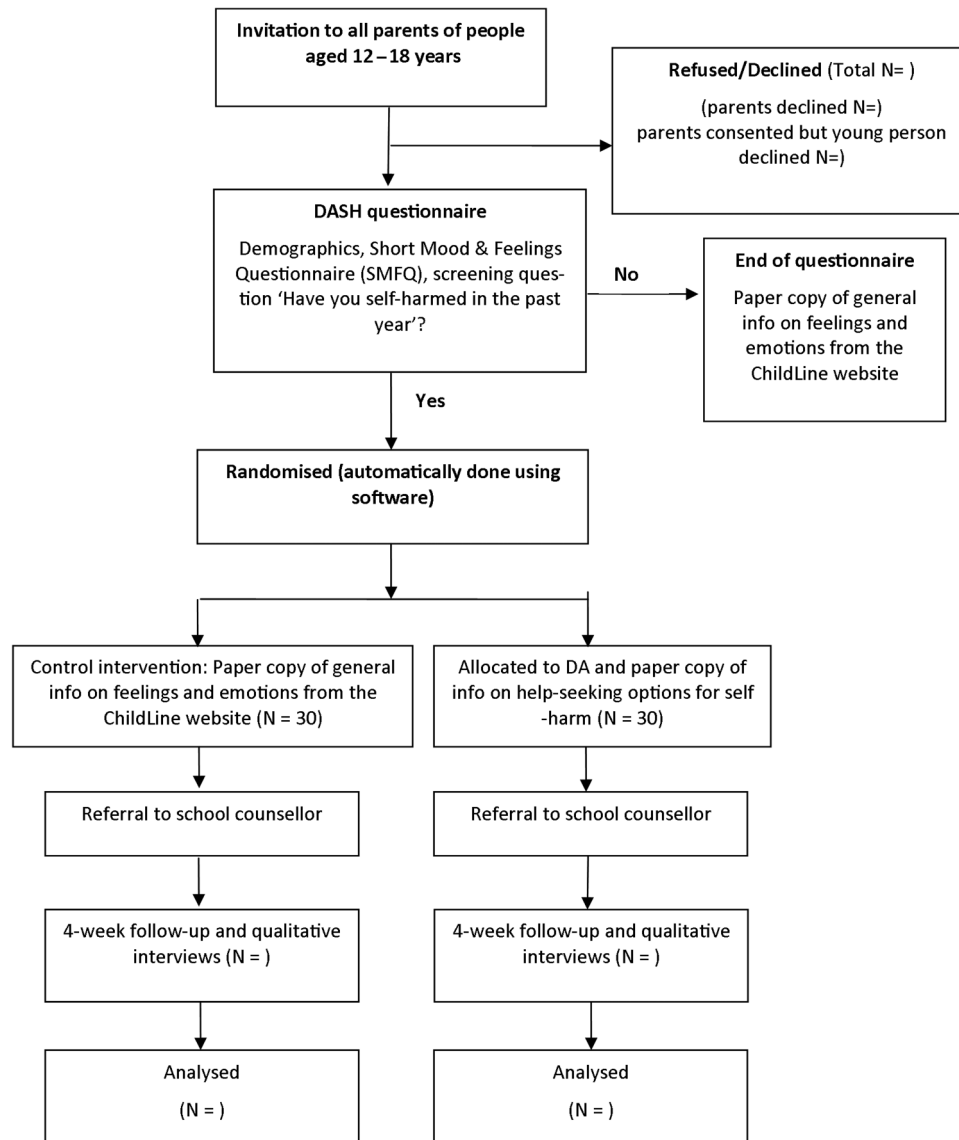 Invitation to all parents of people
aged 12 – 18 years
Refused/Declined (Total N= )
(parents declined N=)
parents consented but young person
declined N=)
DASH questionnaire
Demographics, Short Mood & Feelings
Questionnaire (SMFQ), screening ques-
tion ‘Have you self-harmed in the past
year’?
No
End of questionnaire
Paper copy of general
info on feelings and
emotions from the
ChildLine website
Yes
Randomised (automatically done using
software)
Control intervention: Paper copy of general
info on feelings and emotions from the
ChildLine website (N = 30)
Allocated to DA and paper copy of
info on help-seeking options for self
-harm (N = 30)
Referral to school counsellor
Referral to school counsellor
4-week follow-up and qualitative
interviews (N = )
4-week follow-up and qualitative
interviews (N = )
Analysed
(N = )
Analysed
(N = )